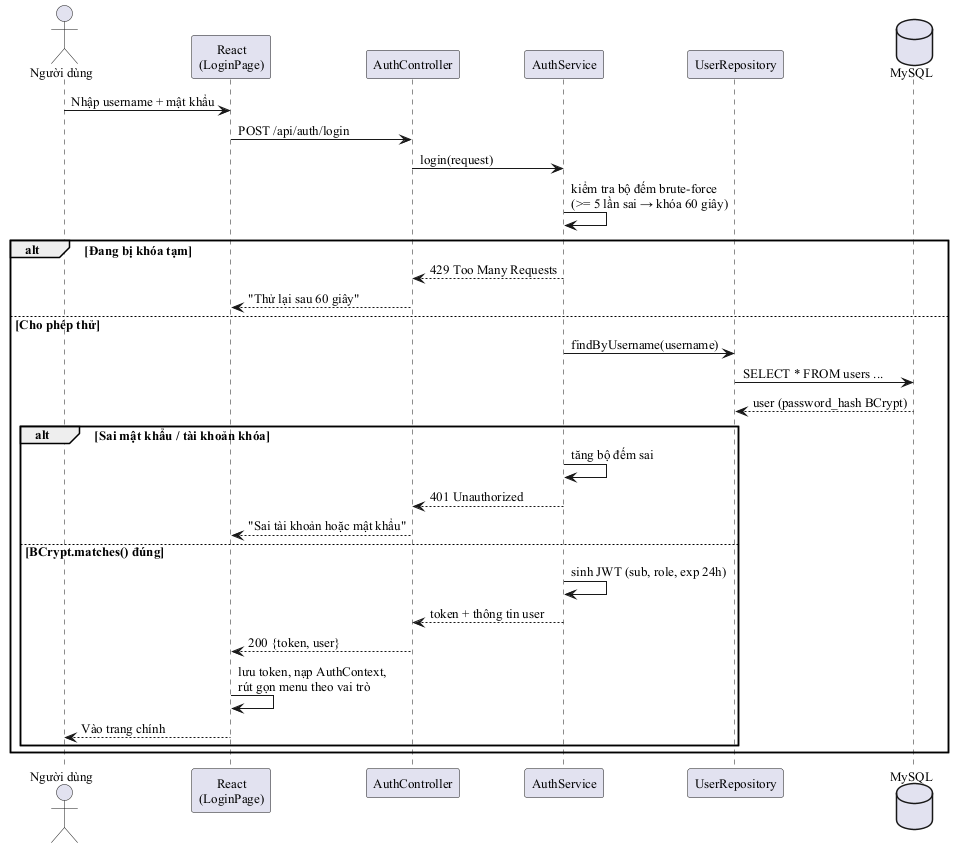 Người dùng
React
(LoginPage)
AuthController
AuthService
UserRepository
MySQL
Nhập username + mật khẩu
POST /api/auth/login
login(request)
kiểm tra bộ đếm brute-force
(>= 5 lần sai → khóa 60 giây)
alt
[Đang bị khóa tạm]
429 Too Many Requests
"Thử lại sau 60 giây"
[Cho phép thử]
findByUsername(username)
SELECT * FROM users ...
user (password_hash BCrypt)
alt
[Sai mật khẩu / tài khoản khóa]
tăng bộ đếm sai
401 Unauthorized
"Sai tài khoản hoặc mật khẩu"
[BCrypt.matches() đúng]
sinh JWT (sub, role, exp 24h)
token + thông tin user
200 {token, user}
lưu token, nạp AuthContext,
rút gọn menu theo vai trò
Vào trang chính
Người dùng
React
(LoginPage)
AuthController
AuthService
UserRepository
MySQL